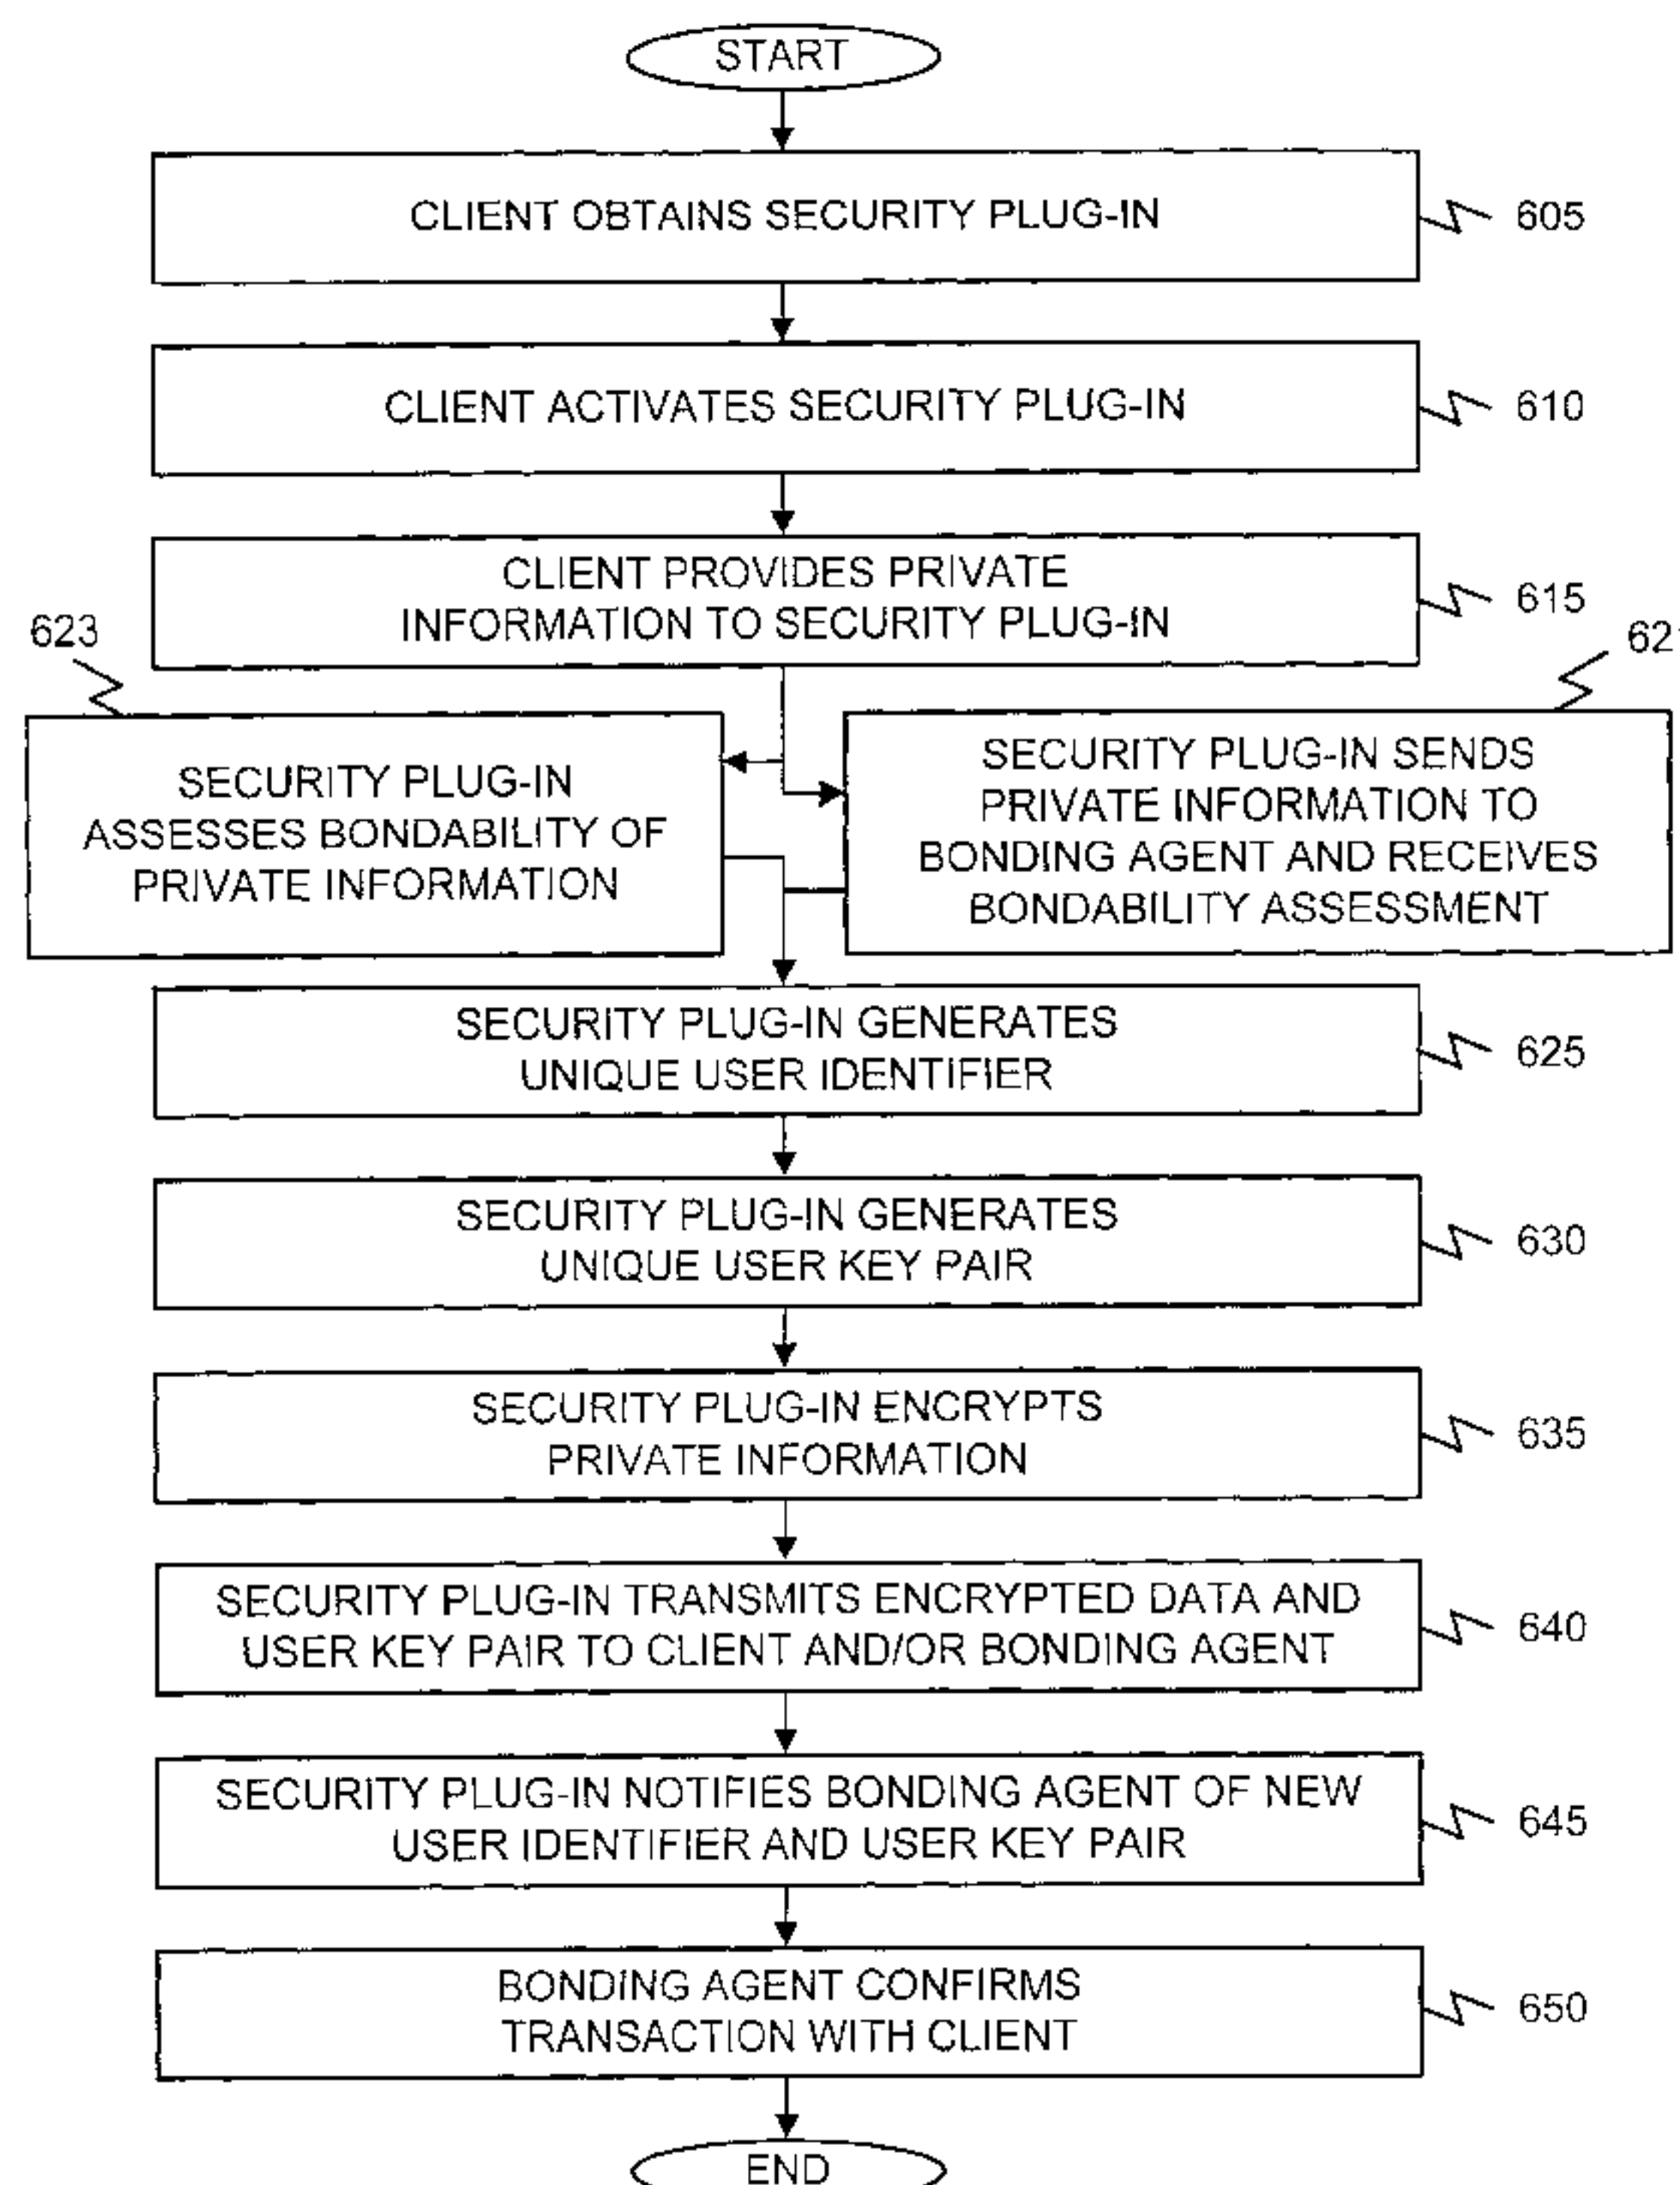 START
CLIENT OBTAINS SECURITY PLUG-IN
605
CLIENT ACTIVATES SECURITY PLUG-IN
610
CLIENT PROVIDES PRIVATE
INFORMATION TO SECURITY PLUG-IN
615
623
SECURITY PLUG-IN
ASSESSES BONDABILITY OF
PRIVATE INFORMATION
SECURITY PLUG-IN SENDS
PRIVATE INFORMATION TO
BONDING AGENT AND RECEIVES
BONDABILITY ASSESSMENT
SECURITY PLUG-IN GENERATES
UNIQUE USER IDENTIFIER
625
SECURITY PLUG-IN GENERATES
UNIQUE USER KEY PAIR
630
SECURITY PLUG-IN ENCRYPTS
PRIVATE INFORMATION
635
SECURITY PLUG-IN TRANSMITS ENCRYPTED DATA AND
USER KEY PAIR TO CLIENT AND/OR BONDING AGENT
640
SECURITY PLUG-IN NOTIFIES BONDING AGENT OF NEW
USER IDENTIFIER AND USER KEY PAIR
645
BONDING AGENT CONFIRMS
TRANSACTION WITH CLIENT
650
END